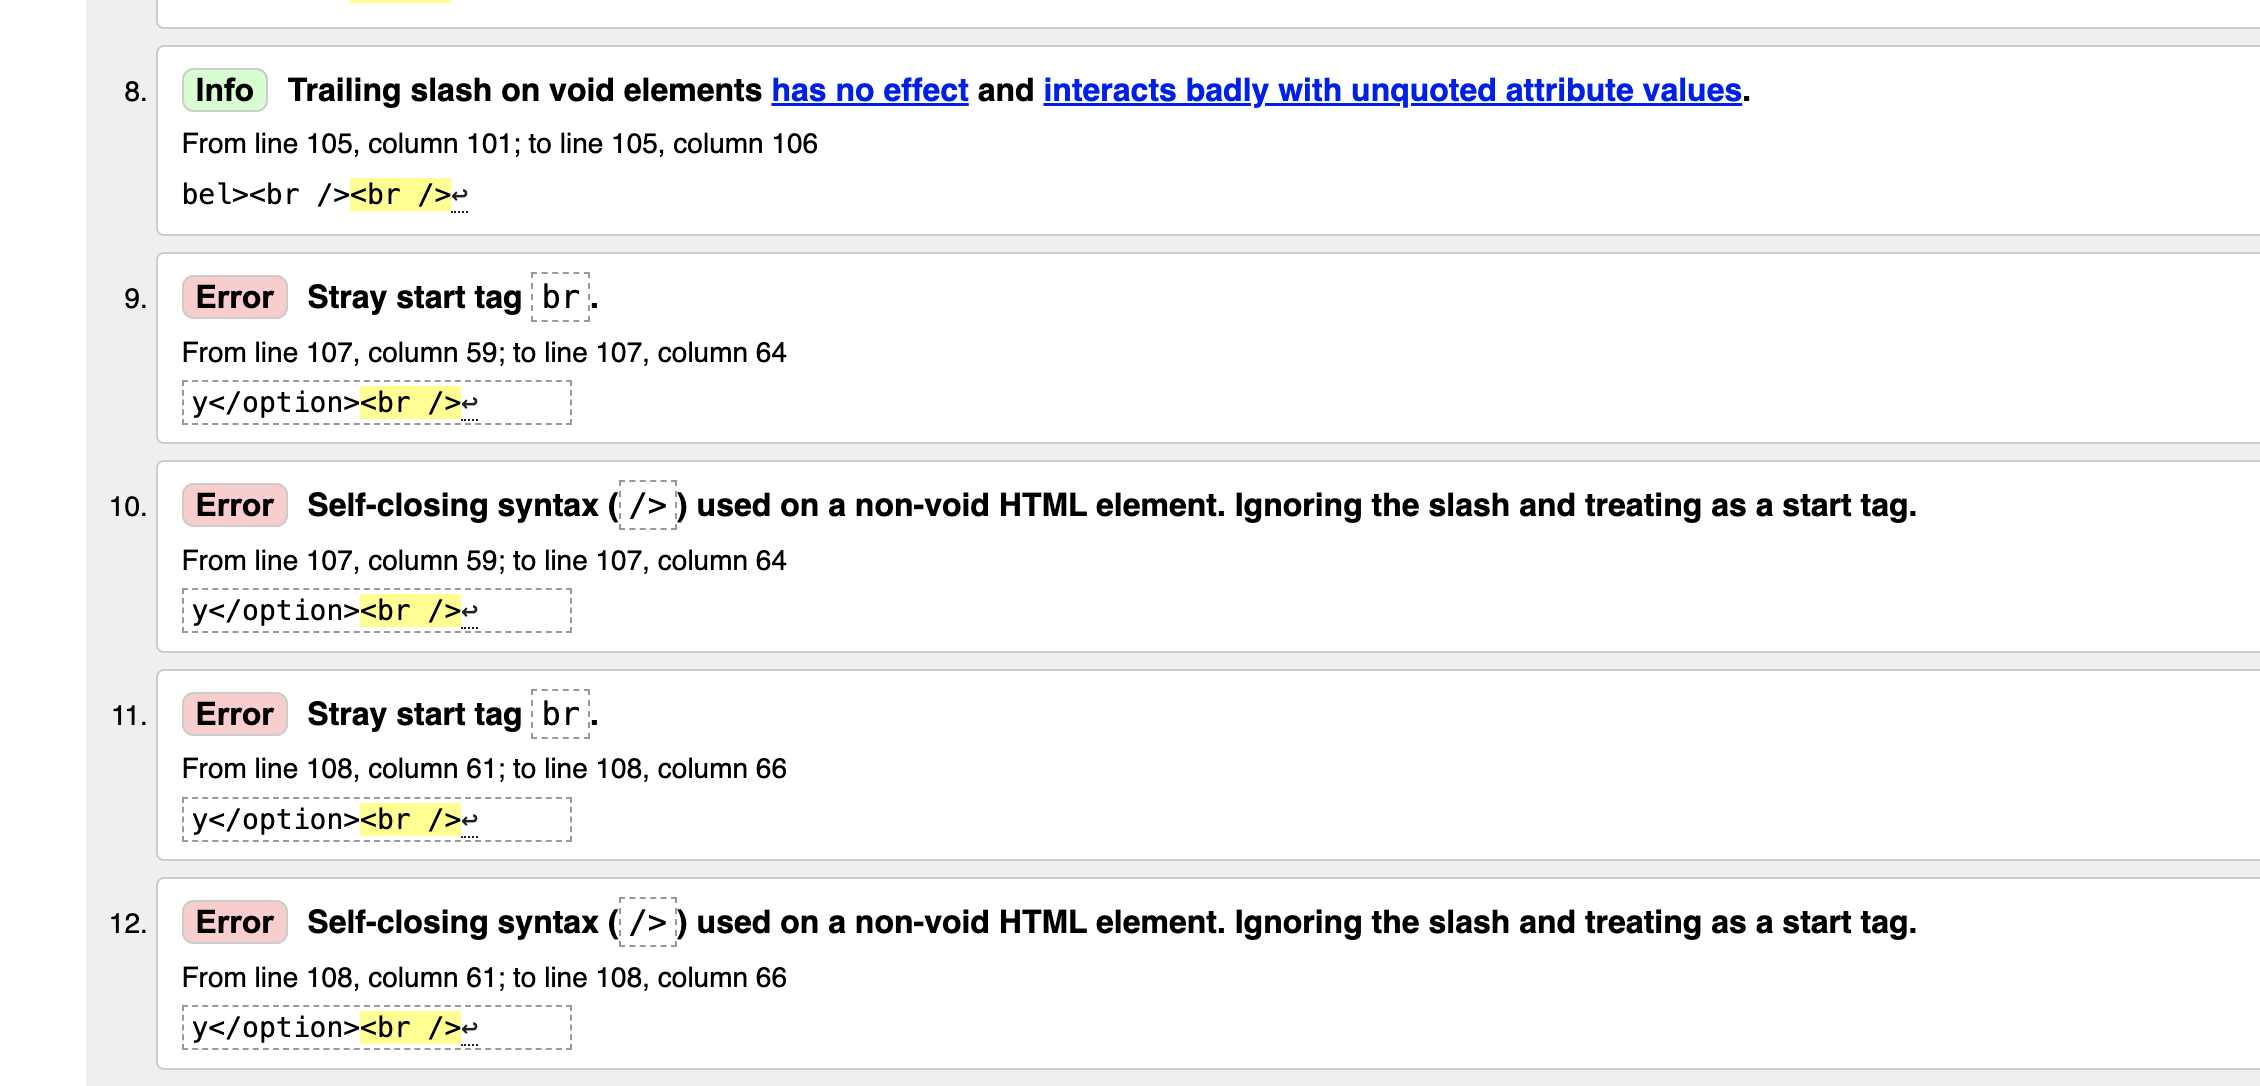 8. Info Trailing slash on void elements has no effect and interacts badly with unquoted attribute values.
From line 105, column 101; to line 105, column 106
bel><br /><br />↩
9. Error Stray start tag br.
From line 107, column 59; to line 107, column 64
y</option><br />↩
10. Error Self-closing syntax (/>) used on a non-void HTML element. Ignoring the slash and treating as a start tag.
From line 107, column 59; to line 107, column 64
y</option><br />↩
11. Error Stray start tag br.
From line 108, column 61; to line 108, column 66
y</option><br />↩
12. Error Self-closing syntax (/>) used on a non-void HTML element. Ignoring the slash and treating as a start tag.
From line 108, column 61; to line 108, column 66
y</option><br />↩